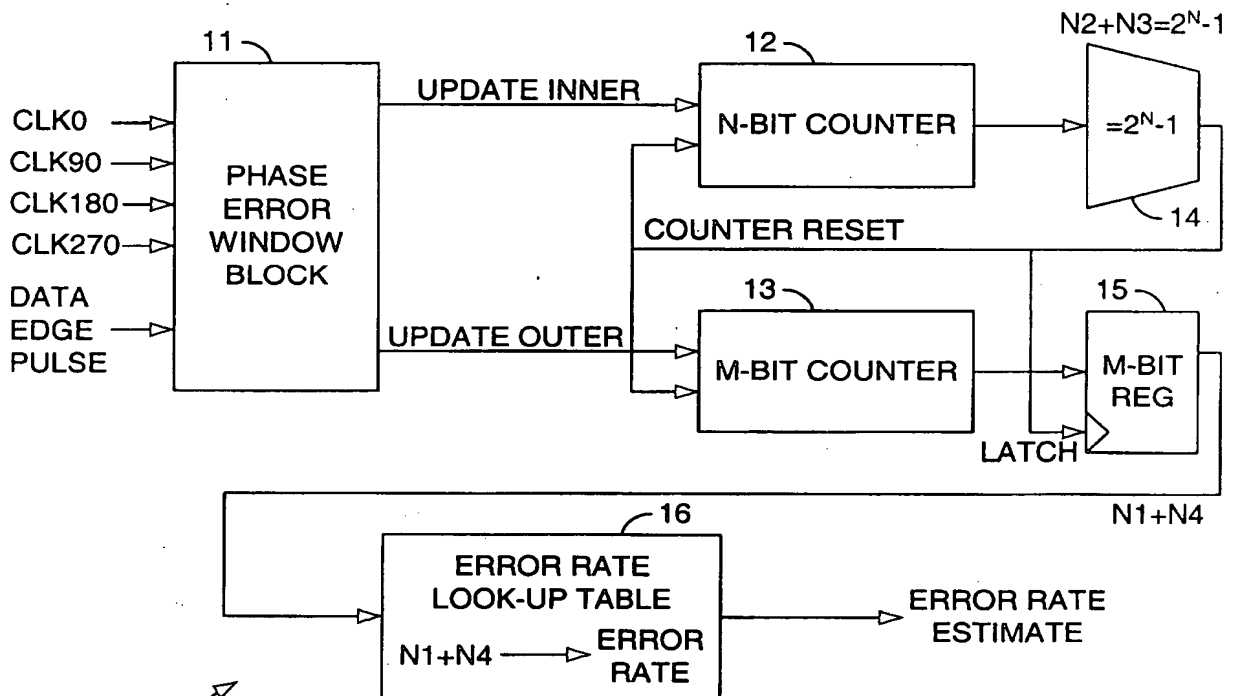 N2+N3=2^N-1
11
12
CLK0
CLK90
CLK180
CLK270
DATA
EDGE
PULSE
PHASE
ERROR
WINDOW
BLOCK
UPDATE INNER
N-BIT COUNTER
=2^N-1
14
COUNTER RESET
UPDATE OUTER
13
M-BIT COUNTER
15
M-BIT
REG
LATCH
N1+N4
16
ERROR RATE
LOOK-UP TABLE
N1+N4
ERROR
RATE
ERROR RATE
ESTIMATE